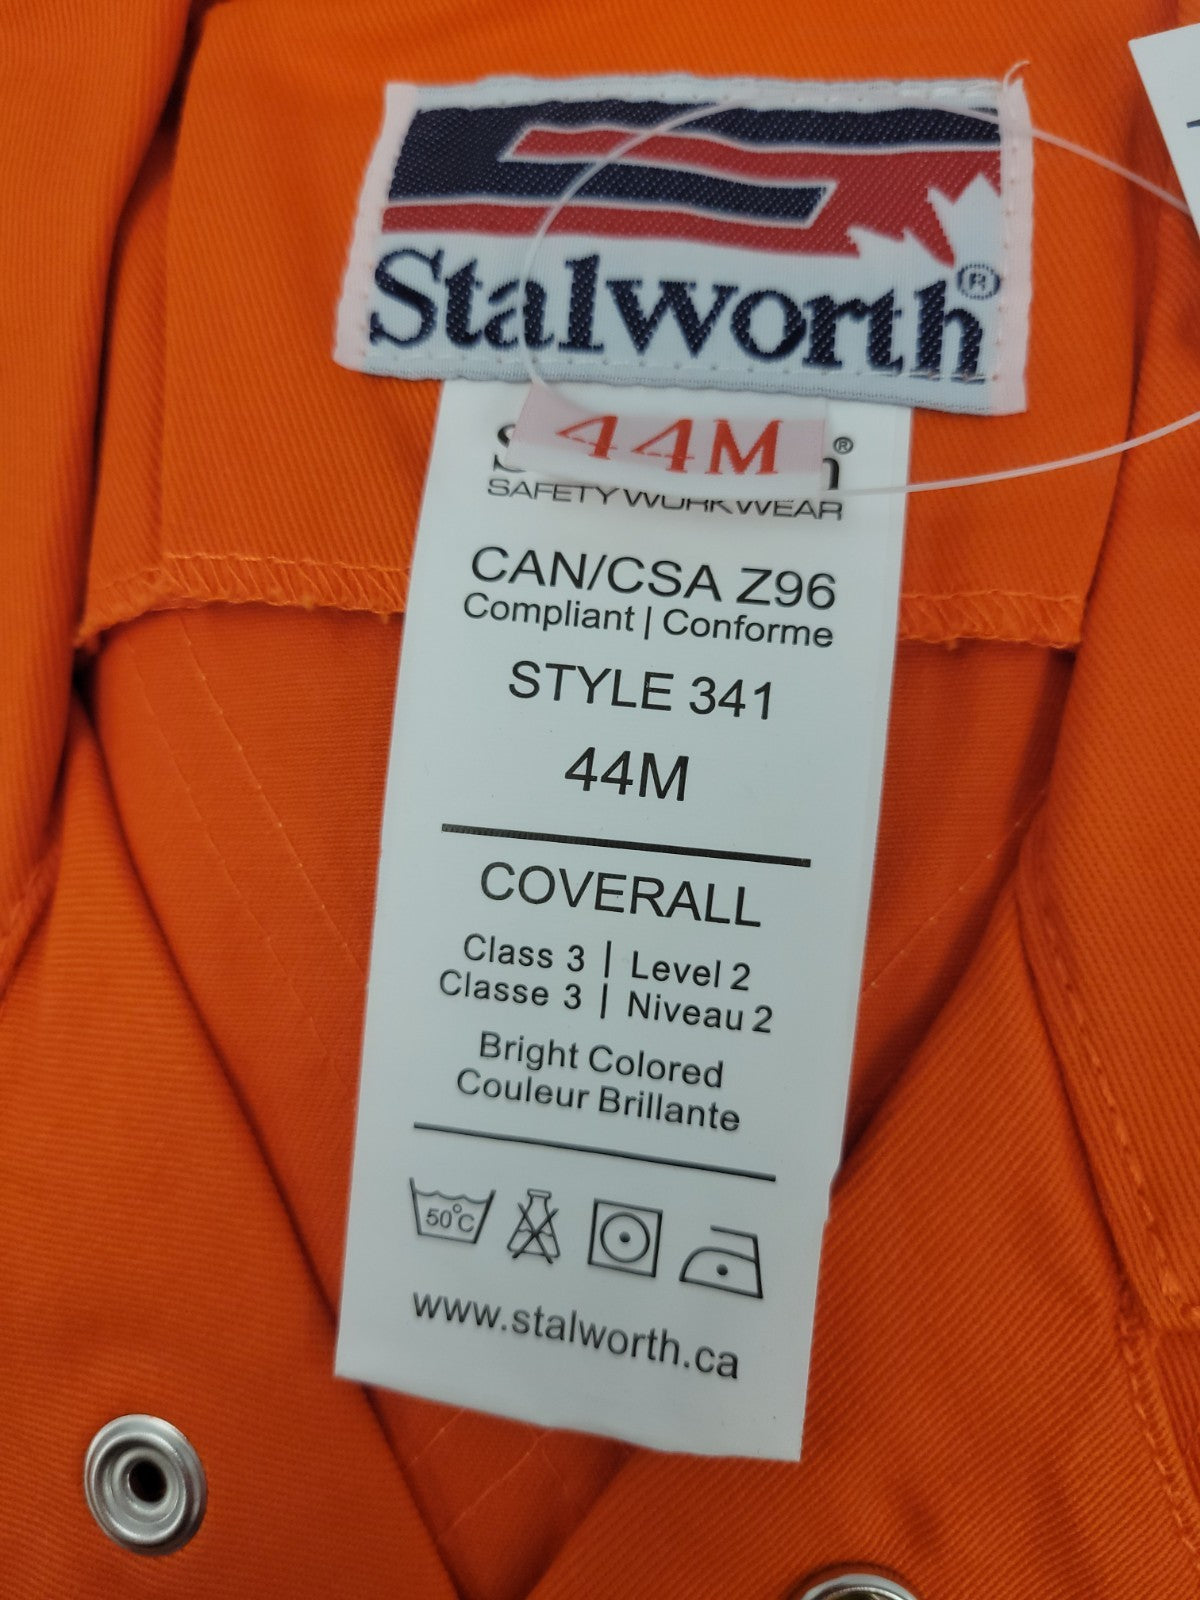 Stalworth®
44M
®
SAFETY WORKWEAR
CAN/CSA Z96
Compliant | Conforme
STYLE 341
44M
COVERALL
Class 3 | Level 2
Classe 3 | Niveau 2
Bright Colored
Couleur Brillante
50°C
www.stalworth.ca